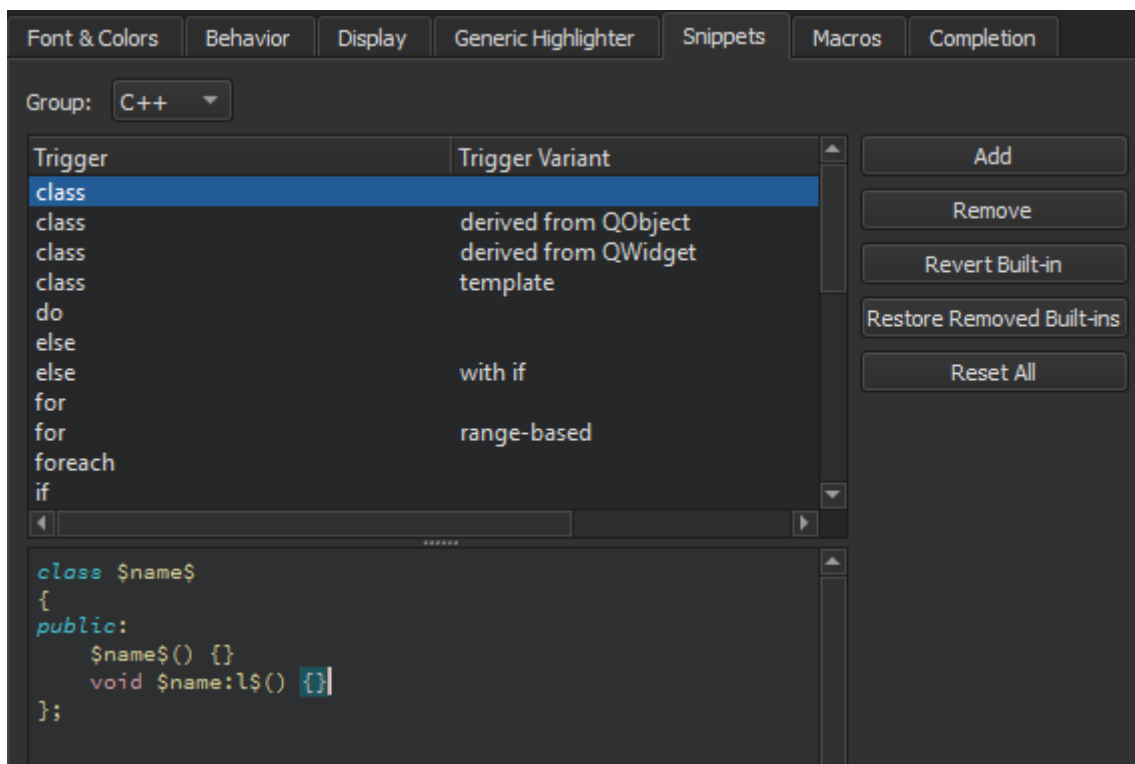 Font & Colors Behavior Display Generic Highlighter Snippets Macros Completion
Group: C++
Trigger Trigger Variant
class
class derived from QObject
class derived from QWidget
class template
do
else
else with if
for
for range-based
foreach
if
Add
Remove
Revert Built-in
Restore Removed Built-ins
Reset All
class $name$
{
public:
    $name$() {}
    void $name:l$() {}
};